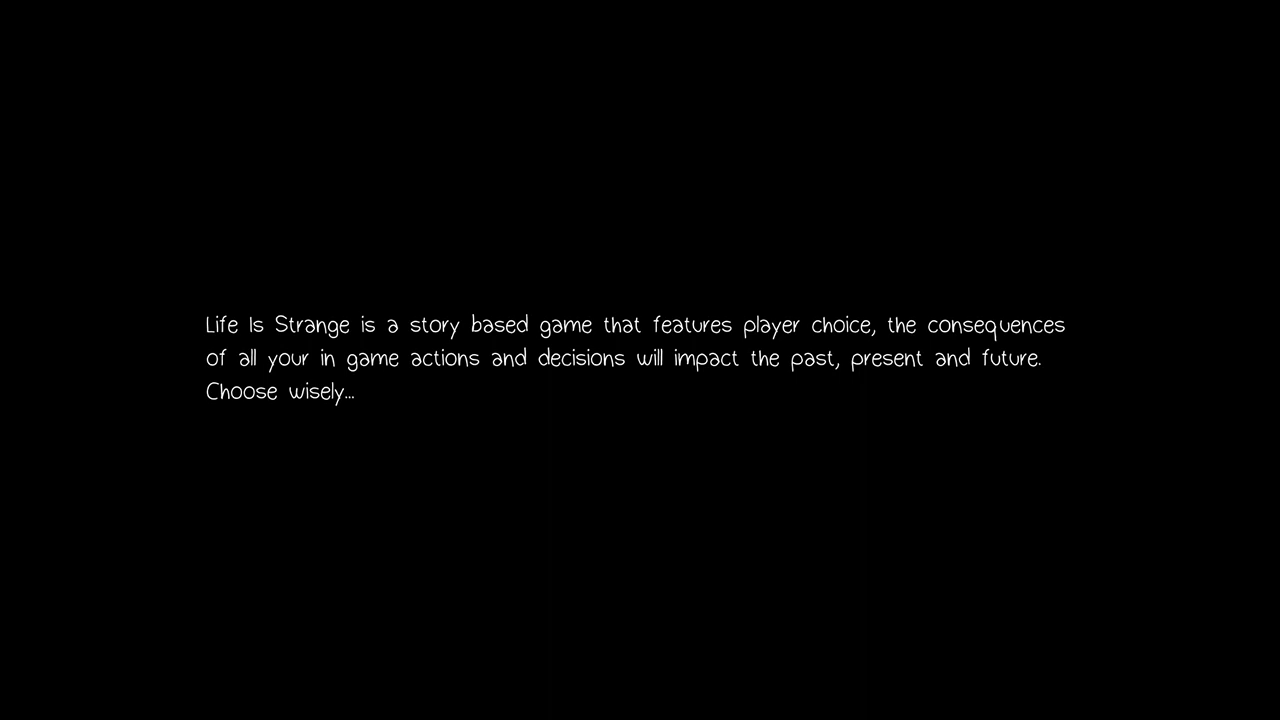 Life Is Strange is a story based game that features player choice, the consequences
of all your in game actions and decisions will impact the past, present and future.
Choose wisely...